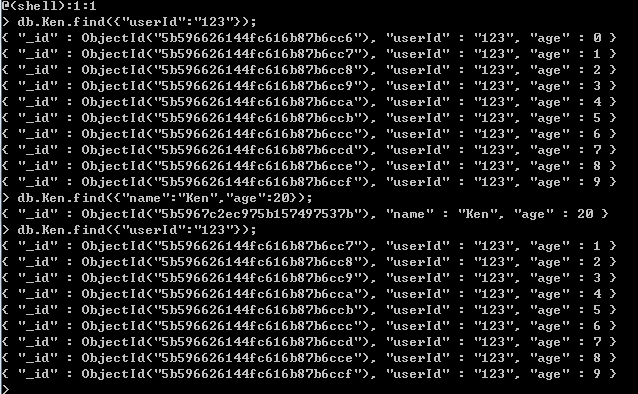 @(shell):1:1
> db.Ken.find({"userId":"123"});
{ "_id" : ObjectId("5b596626144fc616b87b6cc6"), "userId" : "123", "age" : 0 }
{ "_id" : ObjectId("5b596626144fc616b87b6cc7"), "userId" : "123", "age" : 1 }
{ "_id" : ObjectId("5b596626144fc616b87b6cc8"), "userId" : "123", "age" : 2 }
{ "_id" : ObjectId("5b596626144fc616b87b6cc9"), "userId" : "123", "age" : 3 }
{ "_id" : ObjectId("5b596626144fc616b87b6cca"), "userId" : "123", "age" : 4 }
{ "_id" : ObjectId("5b596626144fc616b87b6ccb"), "userId" : "123", "age" : 5 }
{ "_id" : ObjectId("5b596626144fc616b87b6ccc"), "userId" : "123", "age" : 6 }
{ "_id" : ObjectId("5b596626144fc616b87b6ccd"), "userId" : "123", "age" : 7 }
{ "_id" : ObjectId("5b596626144fc616b87b6cce"), "userId" : "123", "age" : 8 }
{ "_id" : ObjectId("5b596626144fc616b87b6ccf"), "userId" : "123", "age" : 9 }
> db.Ken.find({"name":"Ken","age":20});
{ "_id" : ObjectId("5b5967c2ec975b157497537b"), "name" : "Ken", "age" : 20 }
> db.Ken.find({"userId":"123"});
{ "_id" : ObjectId("5b596626144fc616b87b6cc7"), "userId" : "123", "age" : 1 }
{ "_id" : ObjectId("5b596626144fc616b87b6cc8"), "userId" : "123", "age" : 2 }
{ "_id" : ObjectId("5b596626144fc616b87b6cc9"), "userId" : "123", "age" : 3 }
{ "_id" : ObjectId("5b596626144fc616b87b6cca"), "userId" : "123", "age" : 4 }
{ "_id" : ObjectId("5b596626144fc616b87b6ccb"), "userId" : "123", "age" : 5 }
{ "_id" : ObjectId("5b596626144fc616b87b6ccc"), "userId" : "123", "age" : 6 }
{ "_id" : ObjectId("5b596626144fc616b87b6ccd"), "userId" : "123", "age" : 7 }
{ "_id" : ObjectId("5b596626144fc616b87b6cce"), "userId" : "123", "age" : 8 }
{ "_id" : ObjectId("5b596626144fc616b87b6ccf"), "userId" : "123", "age" : 9 }
>